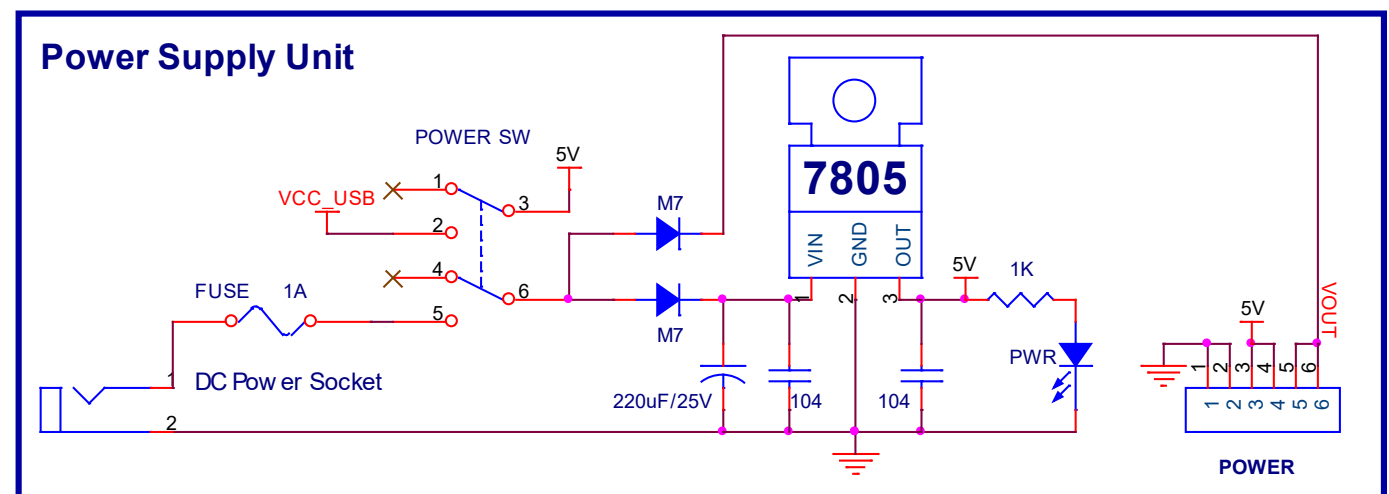 Power Supply Unit
POWER SW
5V
1
VCC_USB
3
2
4
6
5
FUSE 1A
M7
M7
7805
VIN GND OUT
1 2 3
5V
1K
PWR
1
DC Power Socket
2
220uF/25V
104
104
5V
VOUT
1 2 3 4 5 6
1 2 3 4 5 6
POWER